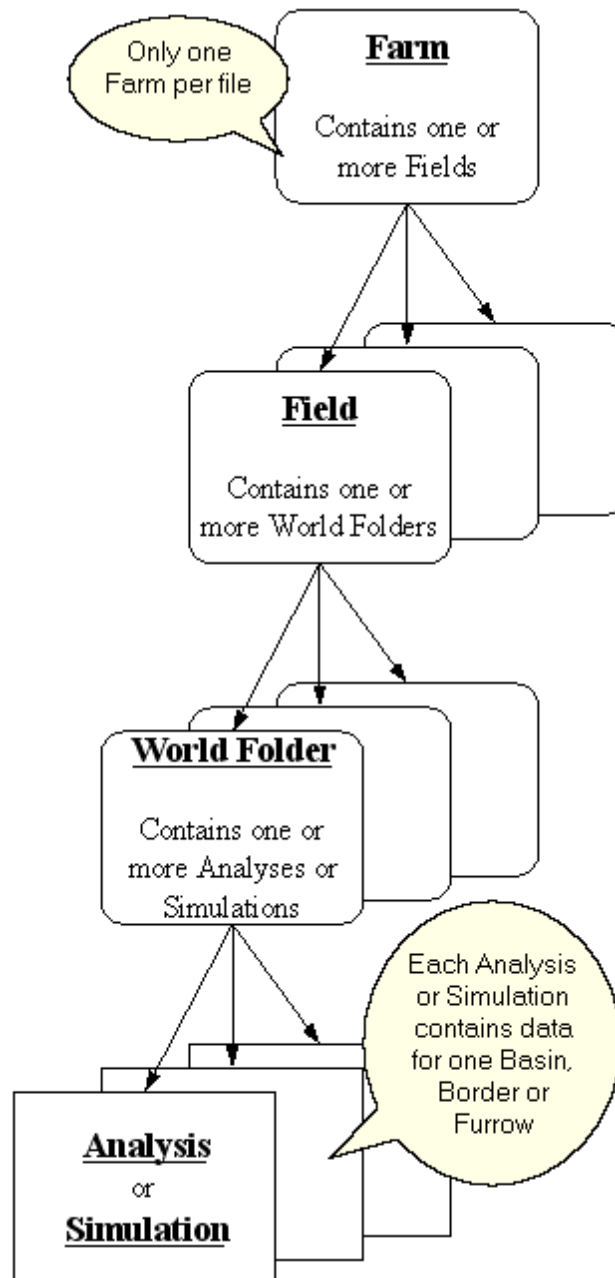 Only one
Farm per file
Farm
Contains one or
more Fields
Field
Contains one or
more World Folders
World Folder
Contains one or
more Analyses or
Simulations
Each Analysis
or Simulation
contains data
for one Basin,
Border or
Furrow
Analysis
or
Simulation